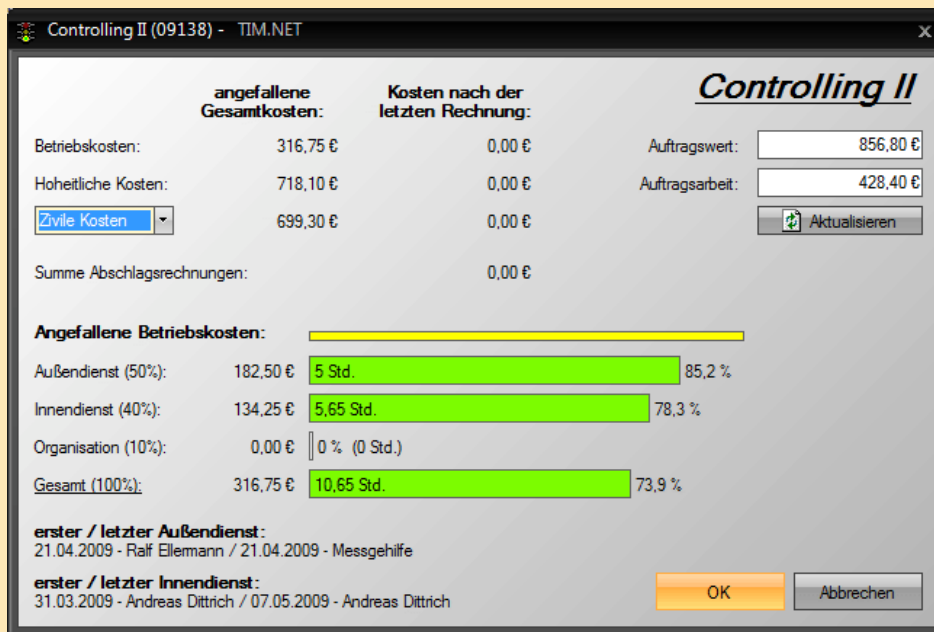 Controlling II (09138) - TIM.NET
x
Controlling II
angefallene Gesamtkosten:
Kosten nach der letzten Rechnung:
Betriebskosten: 316,75 € 0,00 € Auftragswert: 856,80 €
Hoheitliche Kosten: 718,10 € 0,00 € Auftragsarbeit: 428,40 €
Zivile Kosten 699,30 € 0,00 € Aktualisieren
Summe Abschlagsrechnungen: 0,00 €
Angefallene Betriebskosten:
Außendienst (50%): 182,50 € 5 Std. 85,2 %
Innendienst (40%): 134,25 € 5,65 Std. 78,3 %
Organisation (10%): 0,00 € 0 % (0 Std.)
Gesamt (100%): 316,75 € 10,65 Std. 73,9 %
erster / letzter Außendienst:
21.04.2009 - Ralf Ellemann / 21.04.2009 - Messgehilfe
erster / letzter Innendienst:
31.03.2009 - Andreas Dittrich / 07.05.2009 - Andreas Dittrich
OK Abbrechen